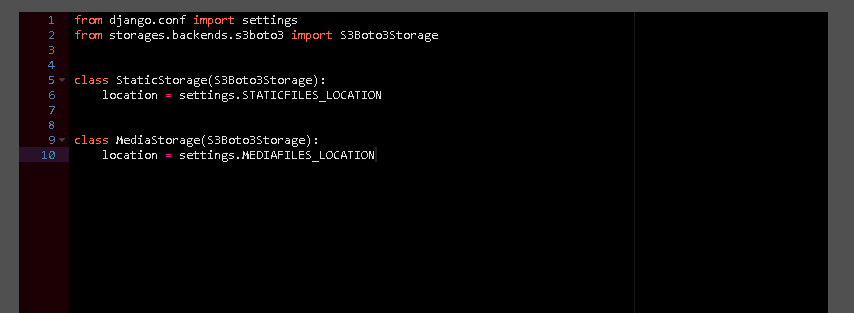 1 from django.conf import settings
2 from storages.backends.s3boto3 import S3Boto3Storage
3
4
5 class StaticStorage(S3Boto3Storage):
6     location = settings.STATICFILES_LOCATION
7
8
9 class MediaStorage(S3Boto3Storage):
10     location = settings.MEDIAFILES_LOCATION